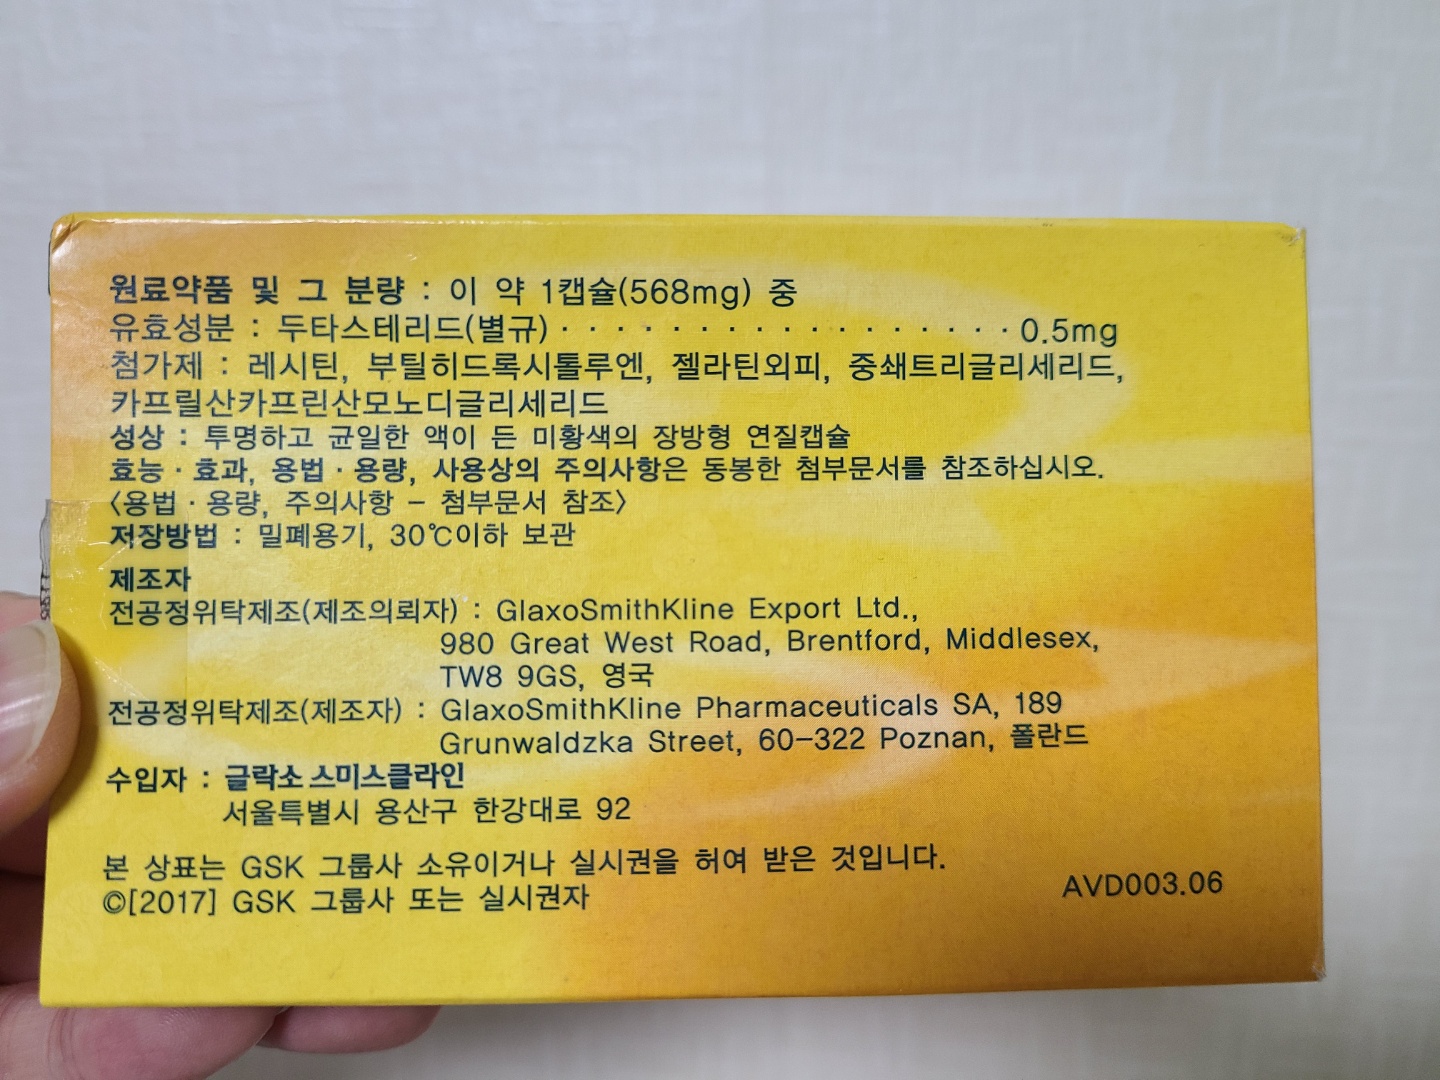 원료약품 및 그 분량 : 이 약 1캡슐(568mg) 중
유효성분 : 두타스테리드(별규) · · · · · · · · · · · · · · · · · 0.5mg
첨가제 : 레시틴, 부틸히드록시톨루엔, 젤라틴외피, 중쇄트리글리세리드,
카프릴산카프린산모노디글리세리드
성상 : 투명하고 균일한 액이 든 미황색의 장방형 연질캡슐
효능 · 효과, 용법 · 용량, 사용상의 주의사항은 동봉한 첨부문서를 참조하십시오.
〈용법 · 용량, 주의사항 – 첨부문서 참조〉
저장방법 : 밀폐용기, 30℃이하 보관
제조자
전공정위탁제조(제조의뢰자) : GlaxoSmithKline Export Ltd.,
980 Great West Road, Brentford, Middlesex,
TW8 9GS, 영국
전공정위탁제조(제조자) : GlaxoSmithKline Pharmaceuticals SA, 189
Grunwaldzka Street, 60-322 Poznan, 폴란드
수입자 : 글락소 스미스클라인
서울특별시 용산구 한강대로 92
본 상표는 GSK 그룹사 소유이거나 실시권을 허여 받은 것입니다.
©[2017] GSK 그룹사 또는 실시권자
AVD003.06